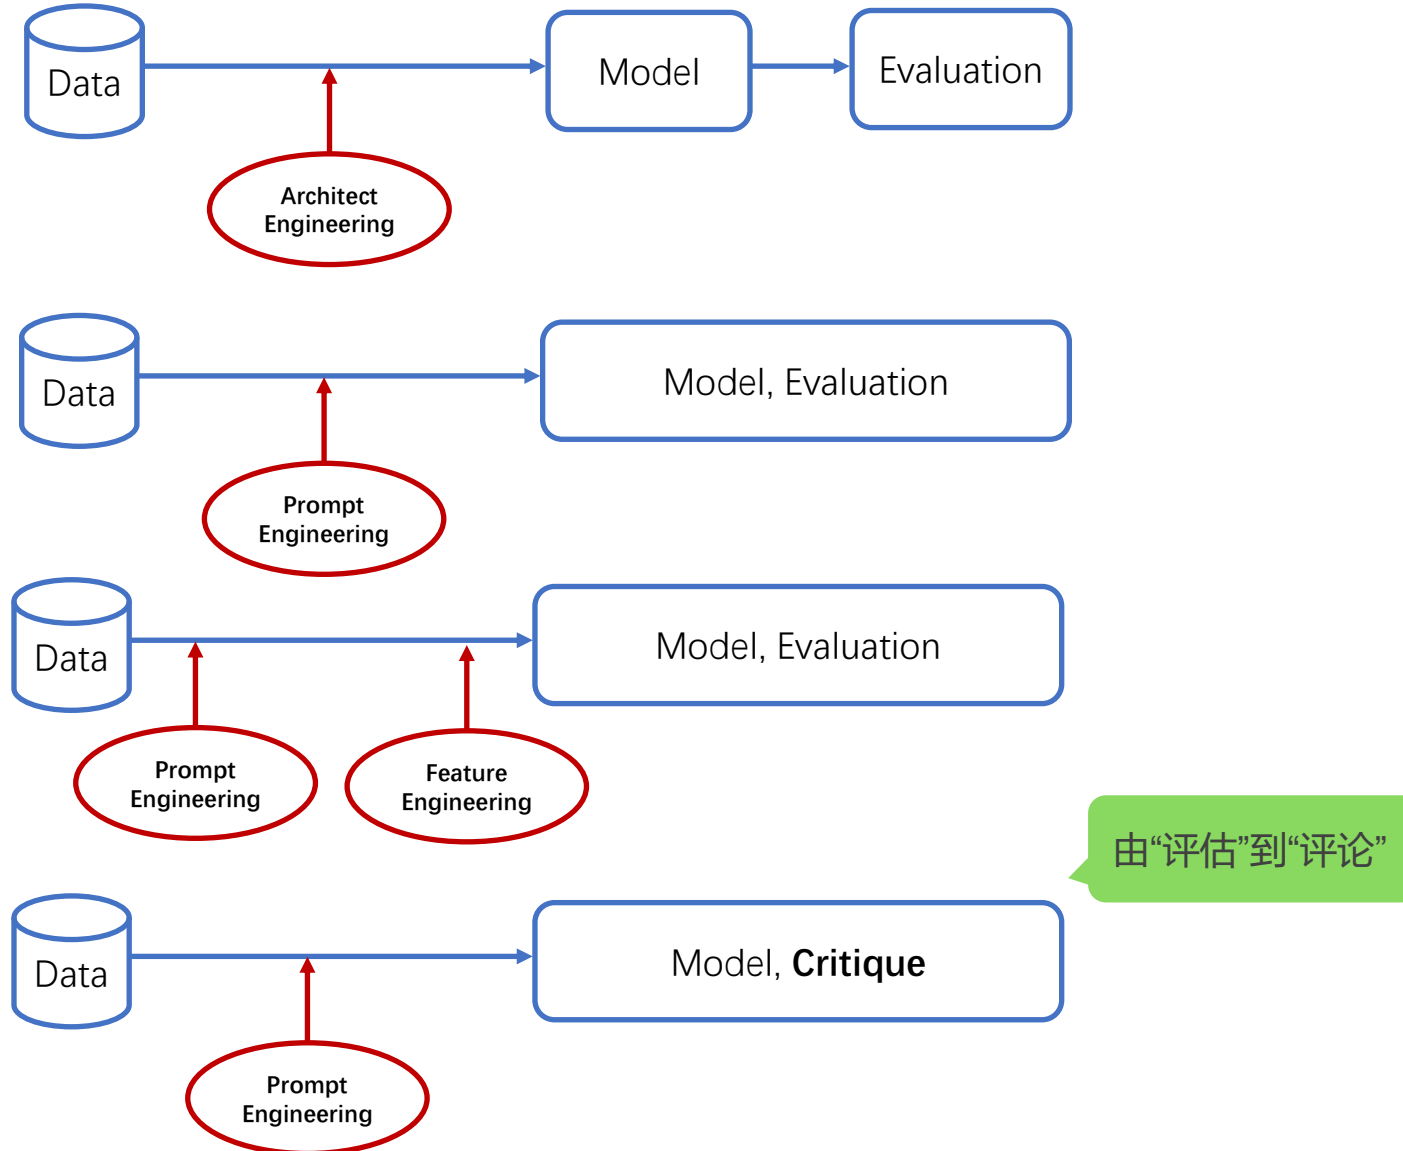 Data
Model
Evaluation
Architect
Engineering
Data
Model, Evaluation
Prompt
Engineering
Data
Model, Evaluation
Prompt
Engineering
Feature
Engineering
由“评估”到“评论”
Data
Model, Critique
Prompt
Engineering